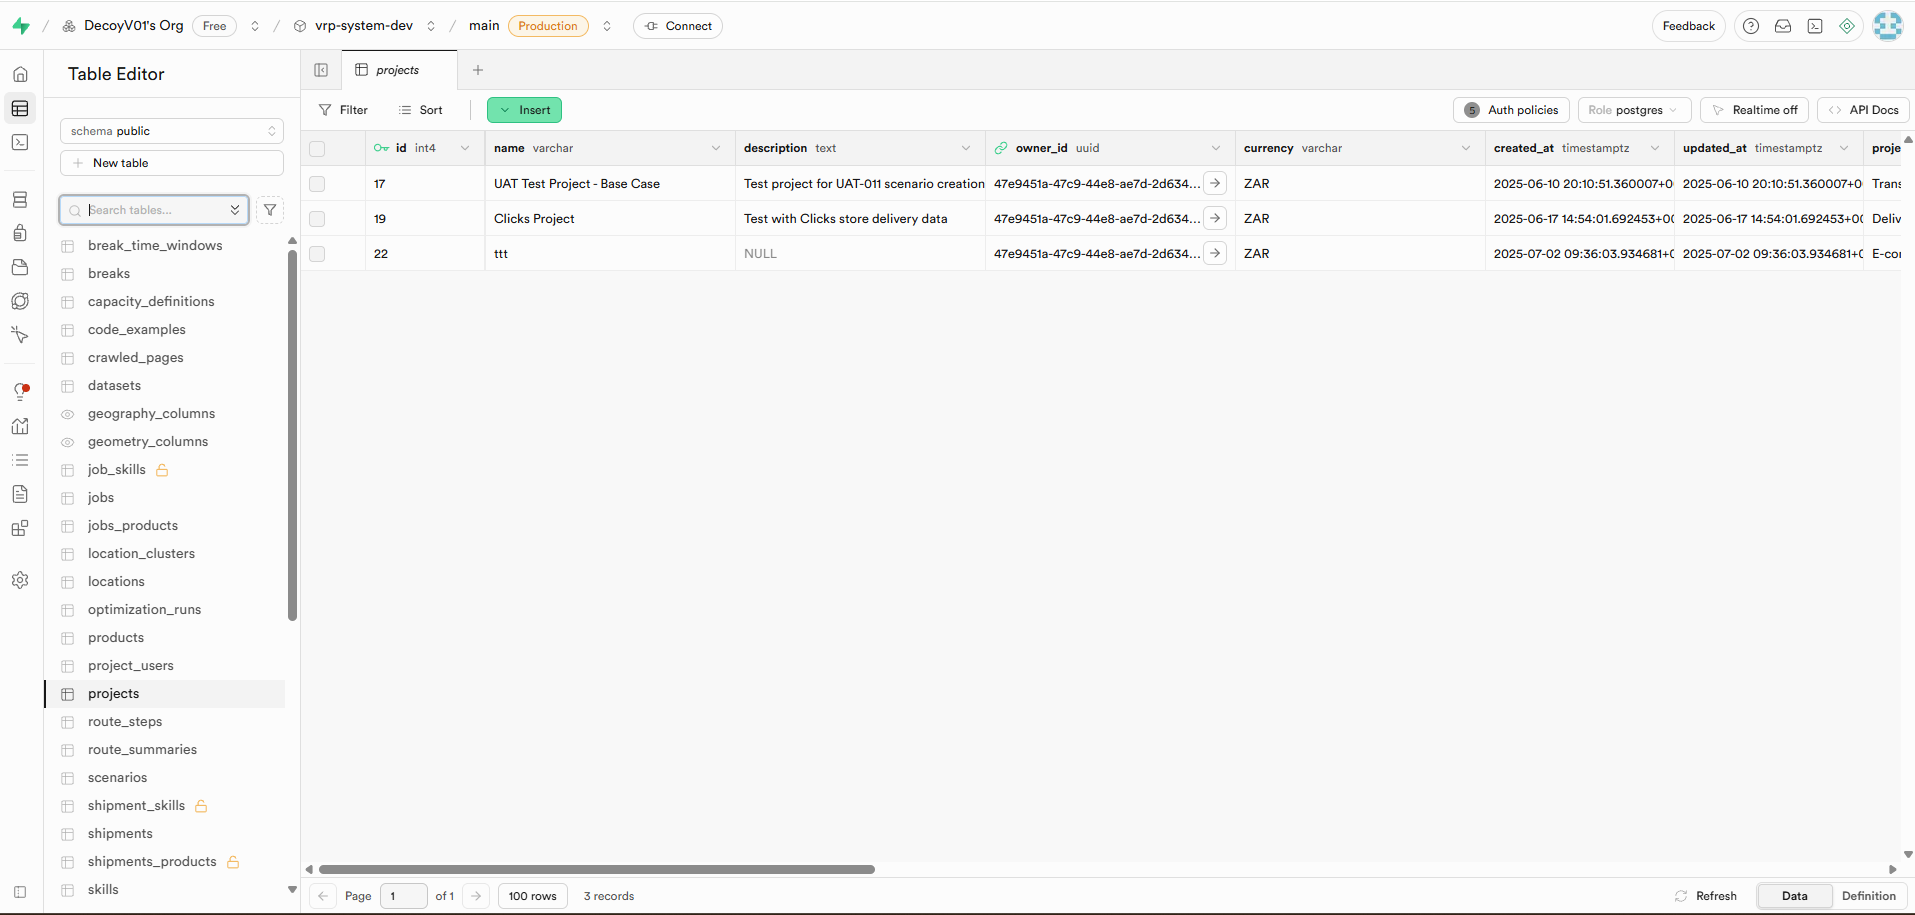 DecoyV01's Org Free / vrp-system-dev / main Production Connect Feedback
Table Editor
projects
Filter Sort Insert 5 Auth policies Role postgres Realtime off API Docs
schema public
New table
Search tables...
break_time_windows
breaks
capacity_definitions
code_examples
crawled_pages
datasets
geography_columns
geometry_columns
job_skills
jobs
jobs_products
location_clusters
locations
optimization_runs
products
project_users
projects
route_steps
route_summaries
scenarios
shipment_skills
shipments
shipments_products
skills
id int4 name varchar description text owner_id uuid currency varchar created_at timestamptz updated_at timestamptz proje
17 UAT Test Project - Base Case Test project for UAT-011 scenario creation 47e9451a-47c9-44e8-ae7d-2d634... ZAR 2025-06-10 20:10:51.360007+0 2025-06-10 20:10:51.360007+0 Trans
19 Clicks Project Test with Clicks store delivery data 47e9451a-47c9-44e8-ae7d-2d634... ZAR 2025-06-17 14:54:01.692453+00 2025-06-17 14:54:01.692453+00 Deliv
22 ttt NULL 47e9451a-47c9-44e8-ae7d-2d634... ZAR 2025-07-02 09:36:03.934681+0 2025-07-02 09:36:03.934681+0 E-cor
Page 1 of 1 100 rows 3 records Refresh Data Definition